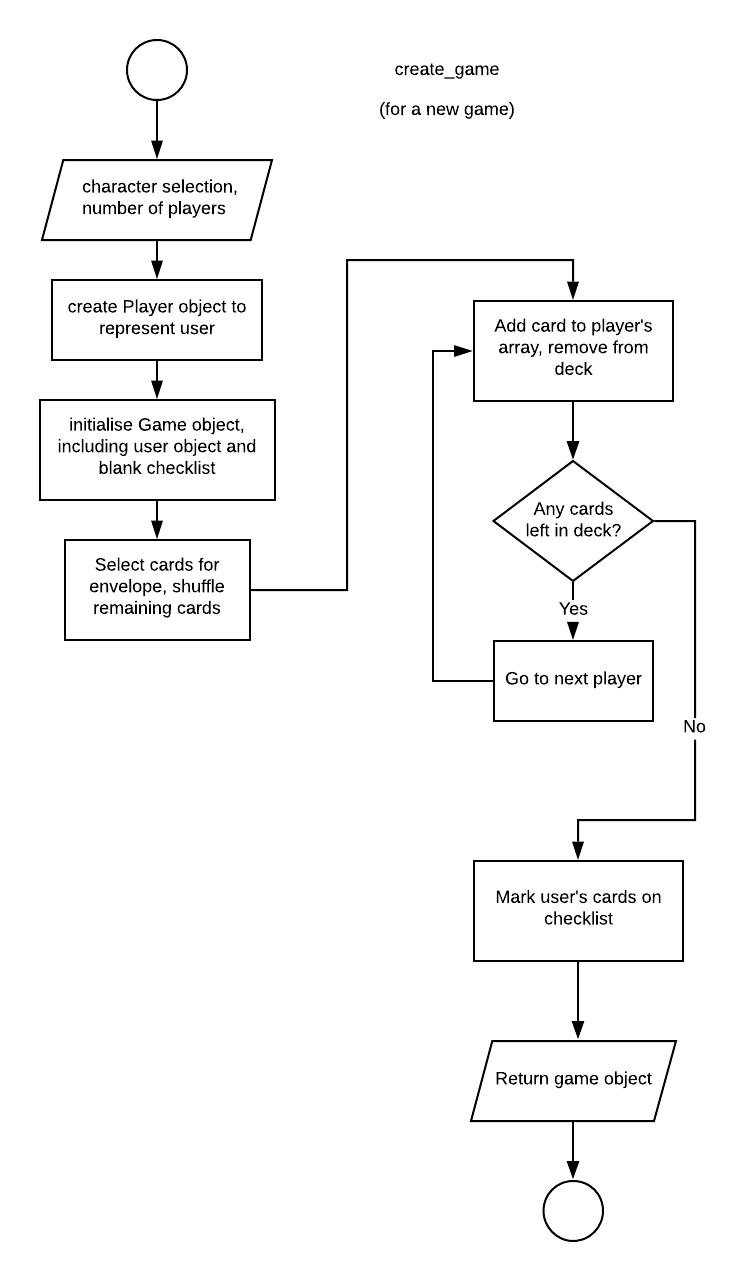 create_game
(for a new game)
character selection,
number of players
create Player object to
represent user
initialise Game object,
including user object and
blank checklist
Select cards for
envelope, shuffle
remaining cards
Add card to player's
array, remove from
deck
Any cards
left in deck?
Yes
Go to next player
No
Mark user's cards on
checklist
Return game object